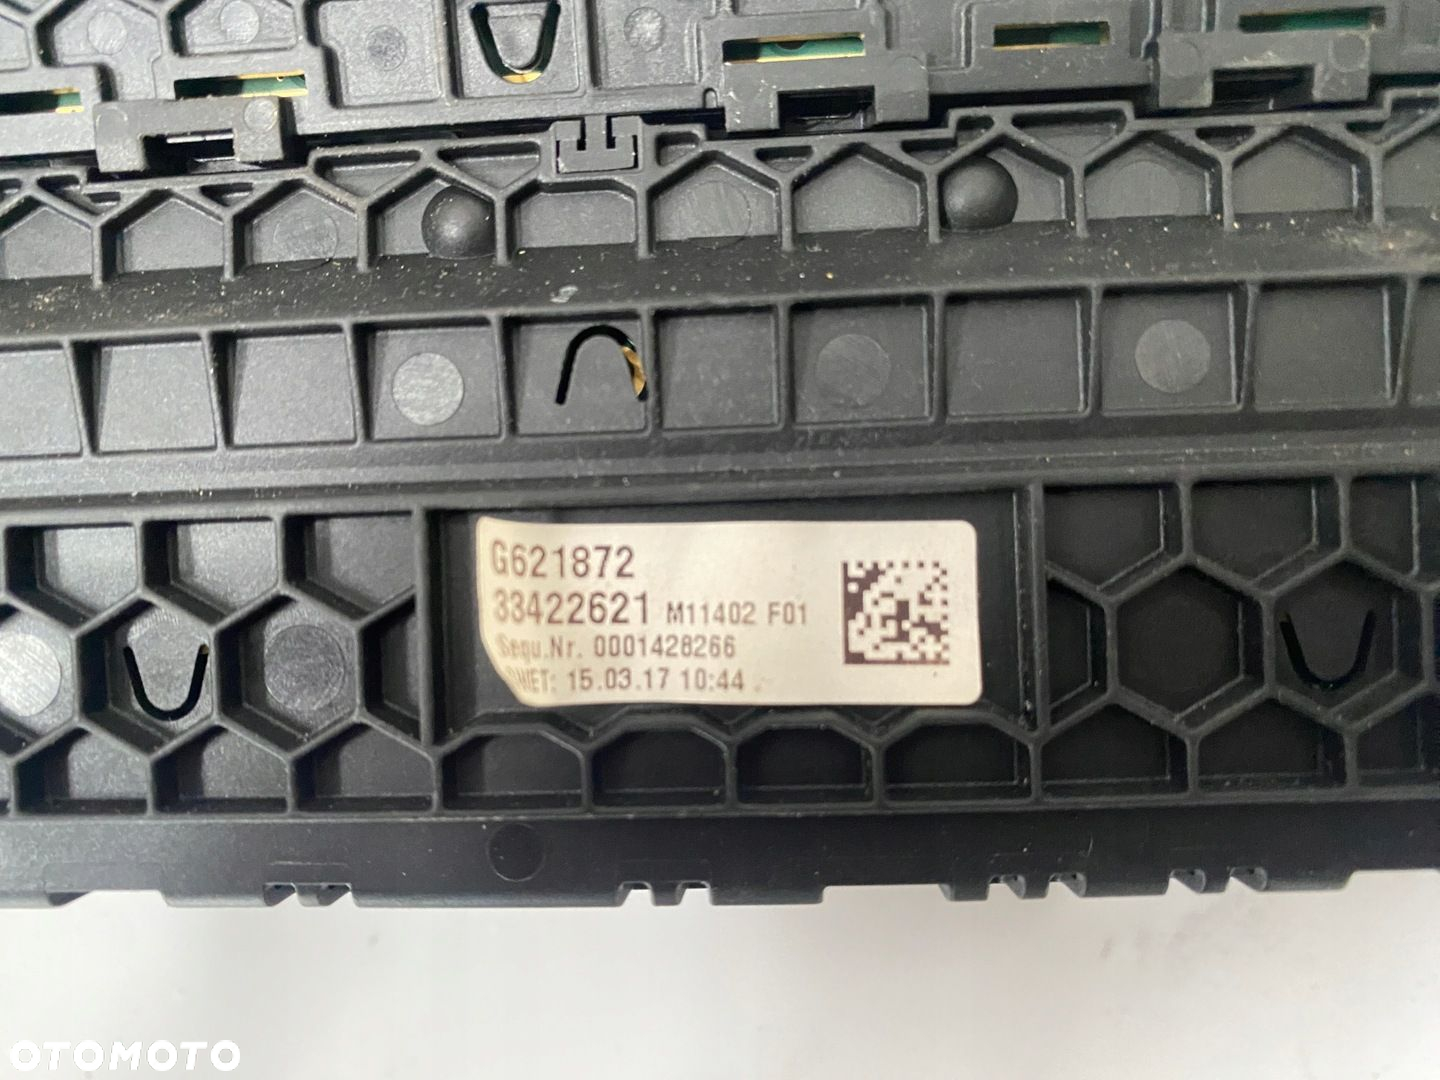 G621872
33422621 M11402 F01
Sequ.Nr. 0001428266
15.03.17 10:44
OTOMOTO